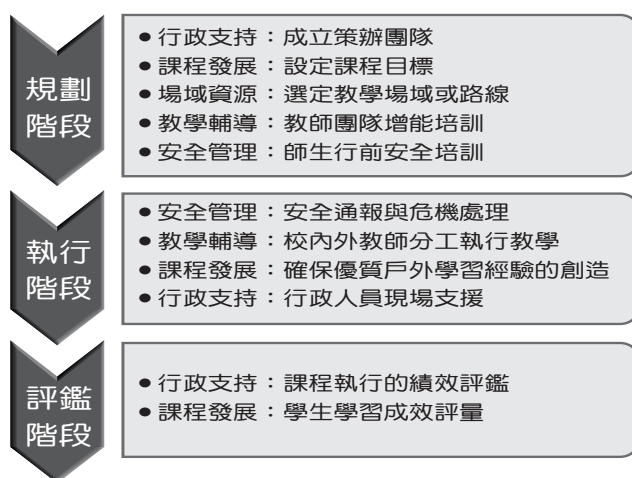 規劃
階段
●行政支持：成立策辦團隊
●課程發展：設定課程目標
●場域資源：選定教學場域或路線
●教學輔導：教師團隊增能培訓
●安全管理：師生行前安全培訓
執行
階段
●安全管理：安全通報與危機處理
●教學輔導：校內外教師分工執行教學
●課程發展：確保優質戶外學習經驗的創造
●行政支持：行政人員現場支援
評鑑
階段
●行政支持：課程執行的績效評鑑
●課程發展：學生學習成效評量